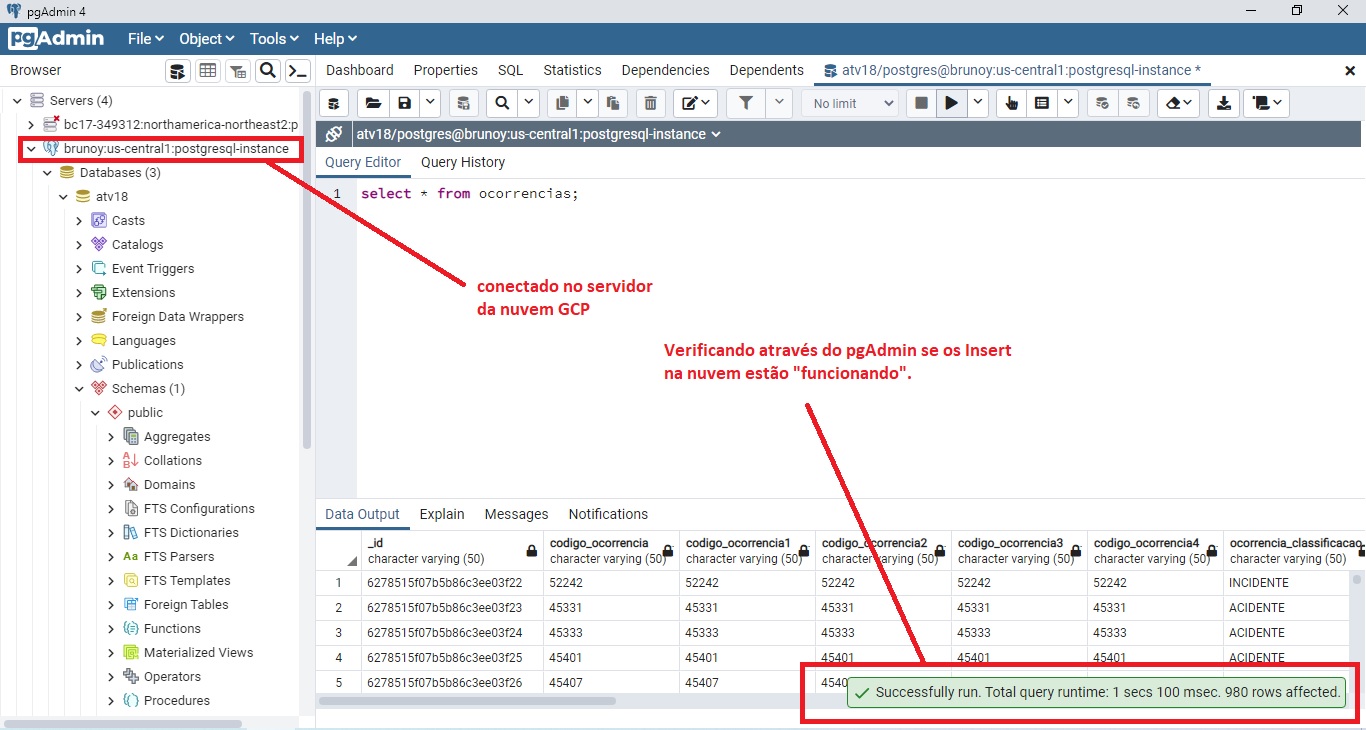 pgAdmin 4
pgAdmin File Object Tools Help
Browser
Dashboard Properties SQL Statistics Dependencies Dependents atv18/postgres@brunoy:us-central1:postgresql-instance *
No limit
Servers (4)
bc17-349312:northamerica-northeast2:p
brunoy:us-central1:postgresql-instance
Databases (3)
atv18
Casts
Catalogs
Event Triggers
Extensions
Foreign Data Wrappers
Languages
Publications
Schemas (1)
public
Aggregates
Collations
Domains
FTS Configurations
FTS Dictionaries
Aa FTS Parsers
FTS Templates
Foreign Tables
Functions
Materialized Views
Operators
Procedures
atv18/postgres@brunoy:us-central1:postgresql-instance
Query Editor Query History
1 select * from ocorrencias;
conectado no servidor
da nuvem GCP
Verificando através do pgAdmin se os Insert
na nuvem estão "funcionando".
Data Output Explain Messages Notifications
_id codigo_ocorrencia codigo_ocorrencia1 codigo_ocorrencia2 codigo_ocorrencia3 codigo_ocorrencia4 ocorrencia_classificacao
character varying (50) character varying (50) character varying (50) character varying (50) character varying (50) character varying (50) character varying (50)
1 6278515f07b5b86c3ee03f22 52242 52242 52242 52242 52242 INCIDENTE
2 6278515f07b5b86c3ee03f23 45331 45331 45331 45331 45331 ACIDENTE
3 6278515f07b5b86c3ee03f24 45333 45333 45333 45333 45333 ACIDENTE
4 6278515f07b5b86c3ee03f25 45401 45401 45401 45401 45401 ACIDENTE
5 6278515f07b5b86c3ee03f26 45407 45407
Successfully run. Total query runtime: 1 secs 100 msec. 980 rows affected.